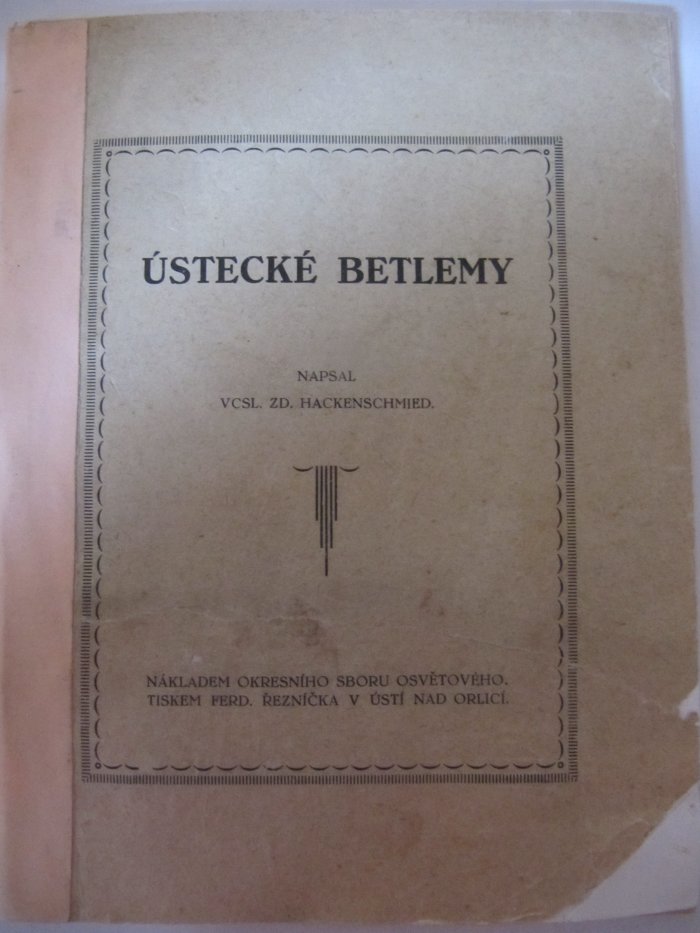 ÚSTECKÉ BETLEMY
NAPSAL
VCSL. ZD. HACKENSCHMIED.
NÁKLADEM OKRESNÍHO SBORU OSVĚTOVÉHO.
TISKEM FERD. ŘEZNÍČKA V ÚSTÍ NAD ORLICÍ.